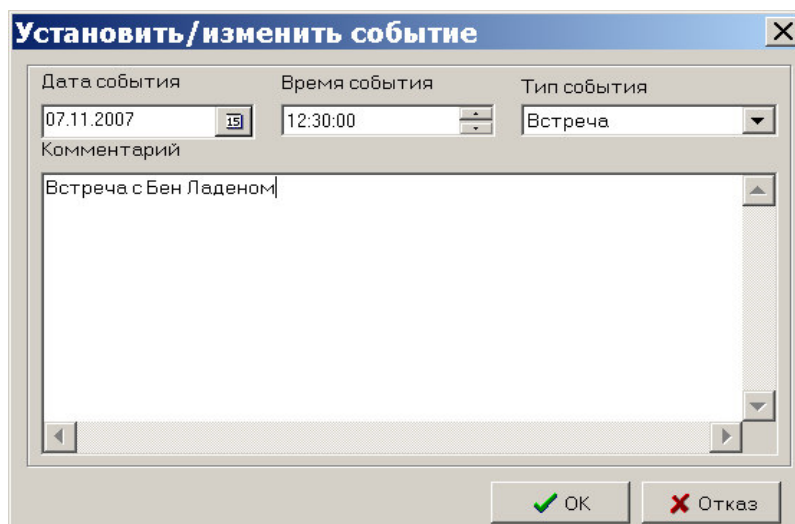 Установить/изменить событие
Дата события Время события Тип события
07.11.2007 15 12:30:00 Встреча
Комментарий
Встреча с Бен Ладеном
OK Отказ